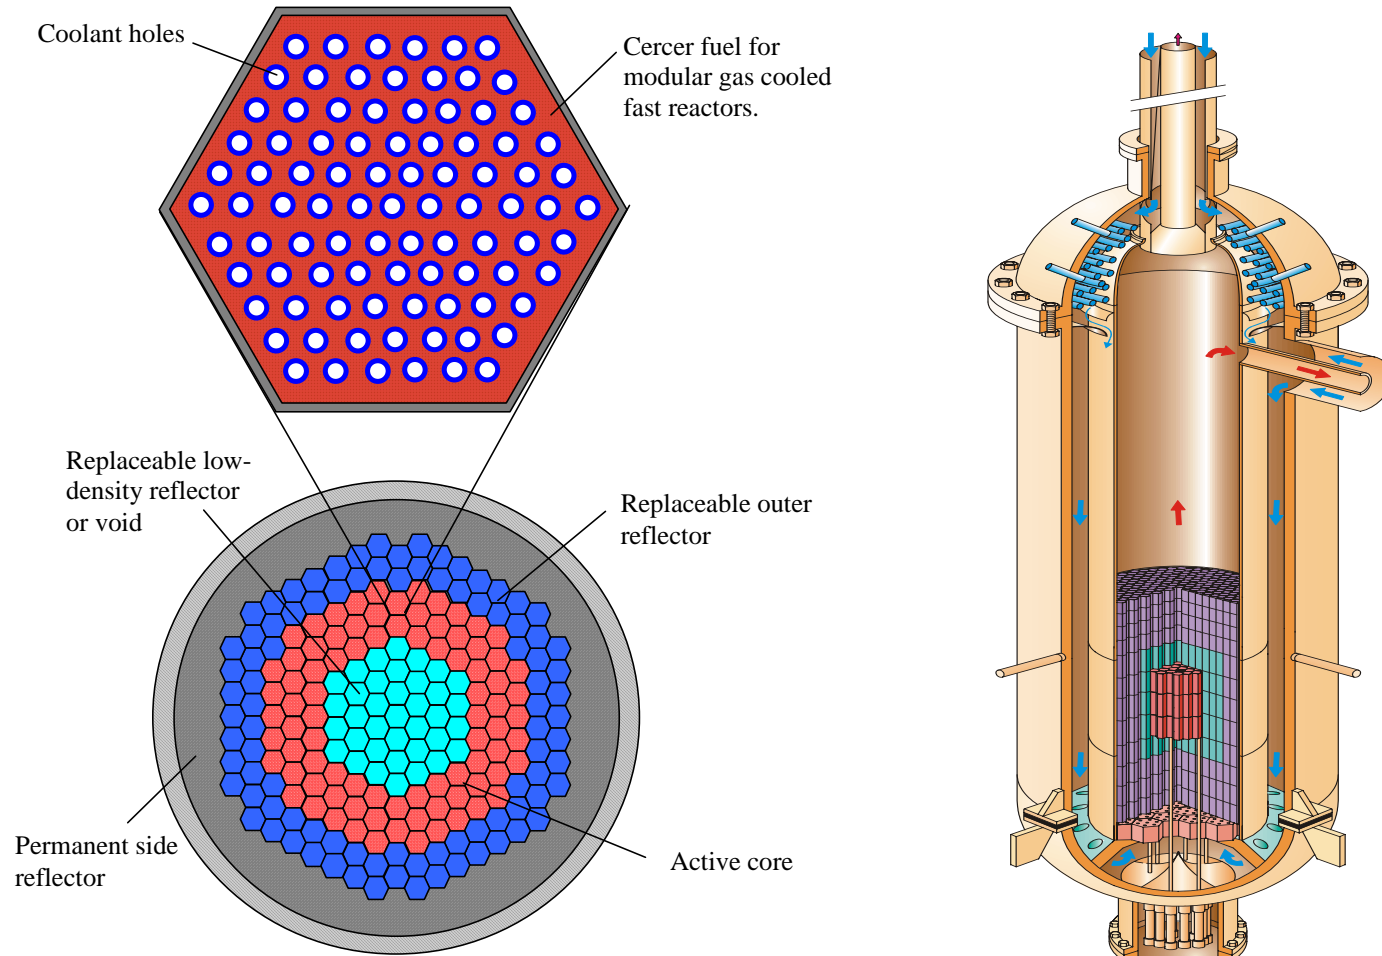 Coolant holes
Cercer fuel for
modular gas cooled
fast reactors.
Replaceable low-
density reflector
or void
Replaceable outer
reflector
Permanent side
reflector
Active core